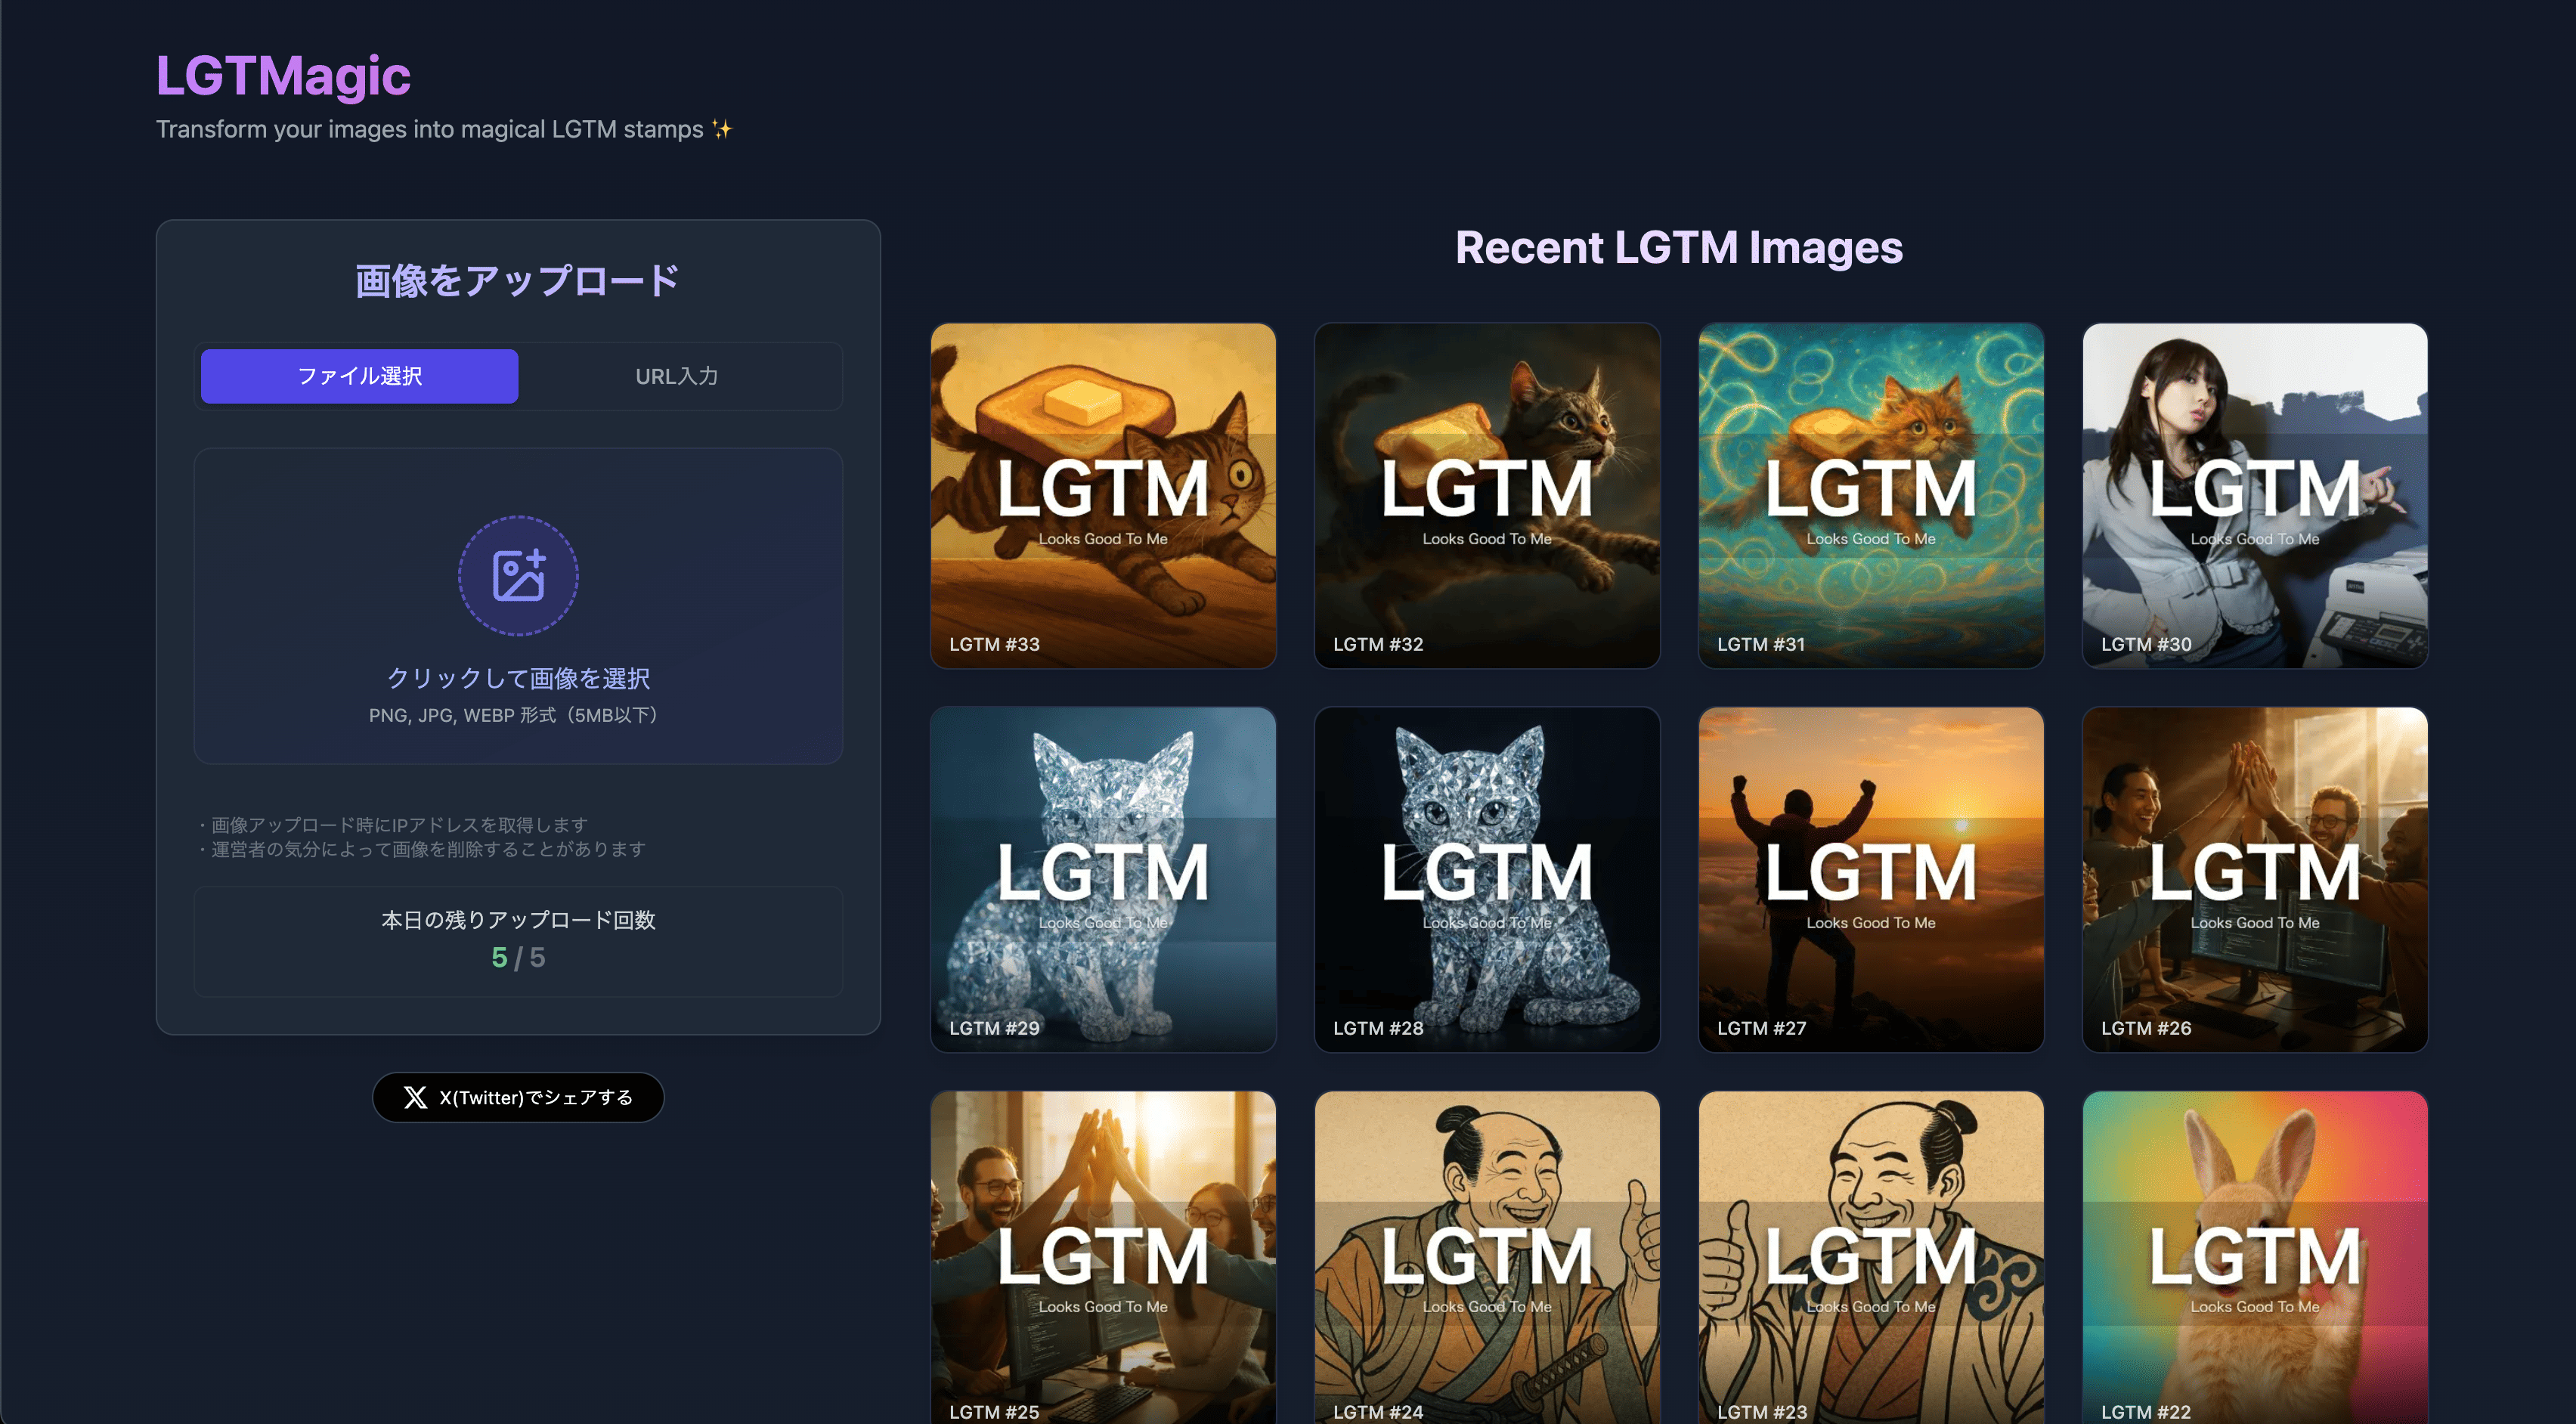 LGTMagic
Transform your images into magical LGTM stamps ✨
画像をアップロード
ファイル選択
URL入力
クリックして画像を選択
PNG, JPG, WEBP 形式（5MB以下）
・画像アップロード時にIPアドレスを取得します
・運営者の気分によって画像を削除することがあります
本日の残りアップロード回数
5 / 5
X(Twitter)でシェアする
Recent LGTM Images
LGTM
Looks Good To Me
LGTM #33
LGTM
Looks Good To Me
LGTM #32
LGTM
Looks Good To Me
LGTM #31
LGTM
Looks Good To Me
LGTM #30
LGTM
Looks Good To Me
LGTM #29
LGTM
Looks Good To Me
LGTM #28
LGTM
Looks Good To Me
LGTM #27
LGTM
Looks Good To Me
LGTM #26
LGTM
Looks Good To Me
LGTM #25
LGTM
Looks Good To Me
LGTM #24
LGTM
Looks Good To Me
LGTM #23
LGTM
Looks Good To Me
LGTM #22